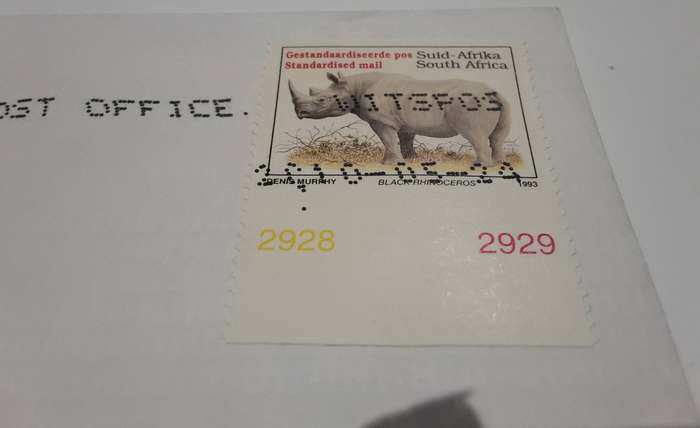 Gestandaardiseerde pos Suid-Afrika
Standardised mail South Africa
OST OFFICE. WITSPOS
DENIS MURPHY BLACK RHINOCEROS 1993
2928 2929